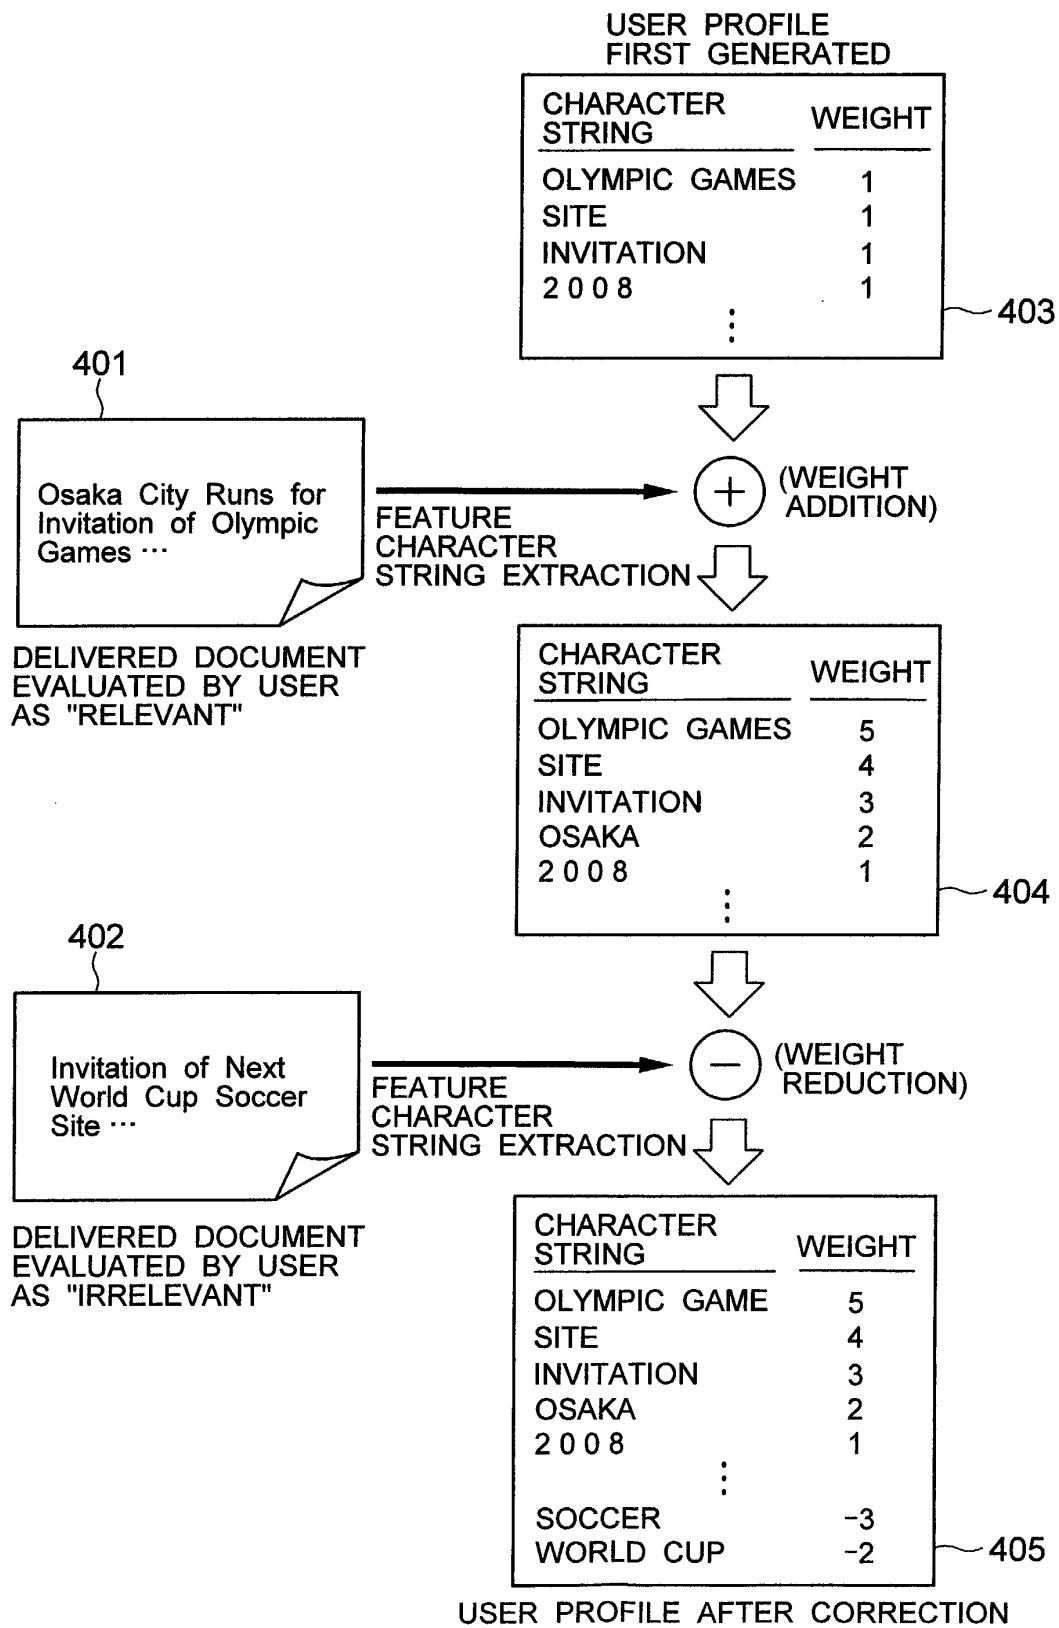 USER PROFILE
FIRST GENERATED
CHARACTER
STRING
WEIGHT
OLYMPIC GAMES 1
SITE 1
INVITATION 1
2008 1
⋮
403
401
Osaka City Runs for
Invitation of Olympic
Games ⋯
DELIVERED DOCUMENT
EVALUATED BY USER
AS "RELEVANT"
FEATURE
CHARACTER
STRING EXTRACTION
+
(WEIGHT
ADDITION)
CHARACTER
STRING
WEIGHT
OLYMPIC GAMES 5
SITE 4
INVITATION 3
OSAKA 2
2008 1
⋮
404
402
Invitation of Next
World Cup Soccer
Site ⋯
DELIVERED DOCUMENT
EVALUATED BY USER
AS "IRRELEVANT"
FEATURE
CHARACTER
STRING EXTRACTION
−
(WEIGHT
REDUCTION)
CHARACTER
STRING
WEIGHT
OLYMPIC GAME 5
SITE 4
INVITATION 3
OSAKA 2
2008 1
⋮
SOCCER −3
WORLD CUP −2
405
USER PROFILE AFTER CORRECTION